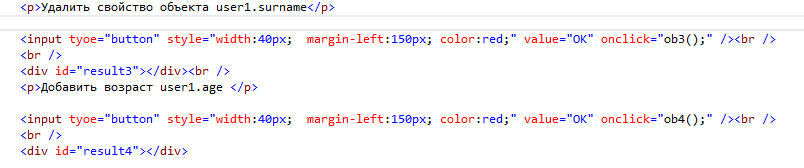 <p>Удалить свойство объекта user1.surname</p>
<input tyoe="button" style="width:40px;  margin-left:150px; color:red;" value="OK" onclick="ob3();" /><br />
<br />
<div id="result3"></div><br />
<p>Добавить возраст user1.age </p>
<input tyoe="button" style="width:40px;  margin-left:150px; color:red;" value="OK" onclick="ob4();" /><br />
<br />
<div id="result4"></div>